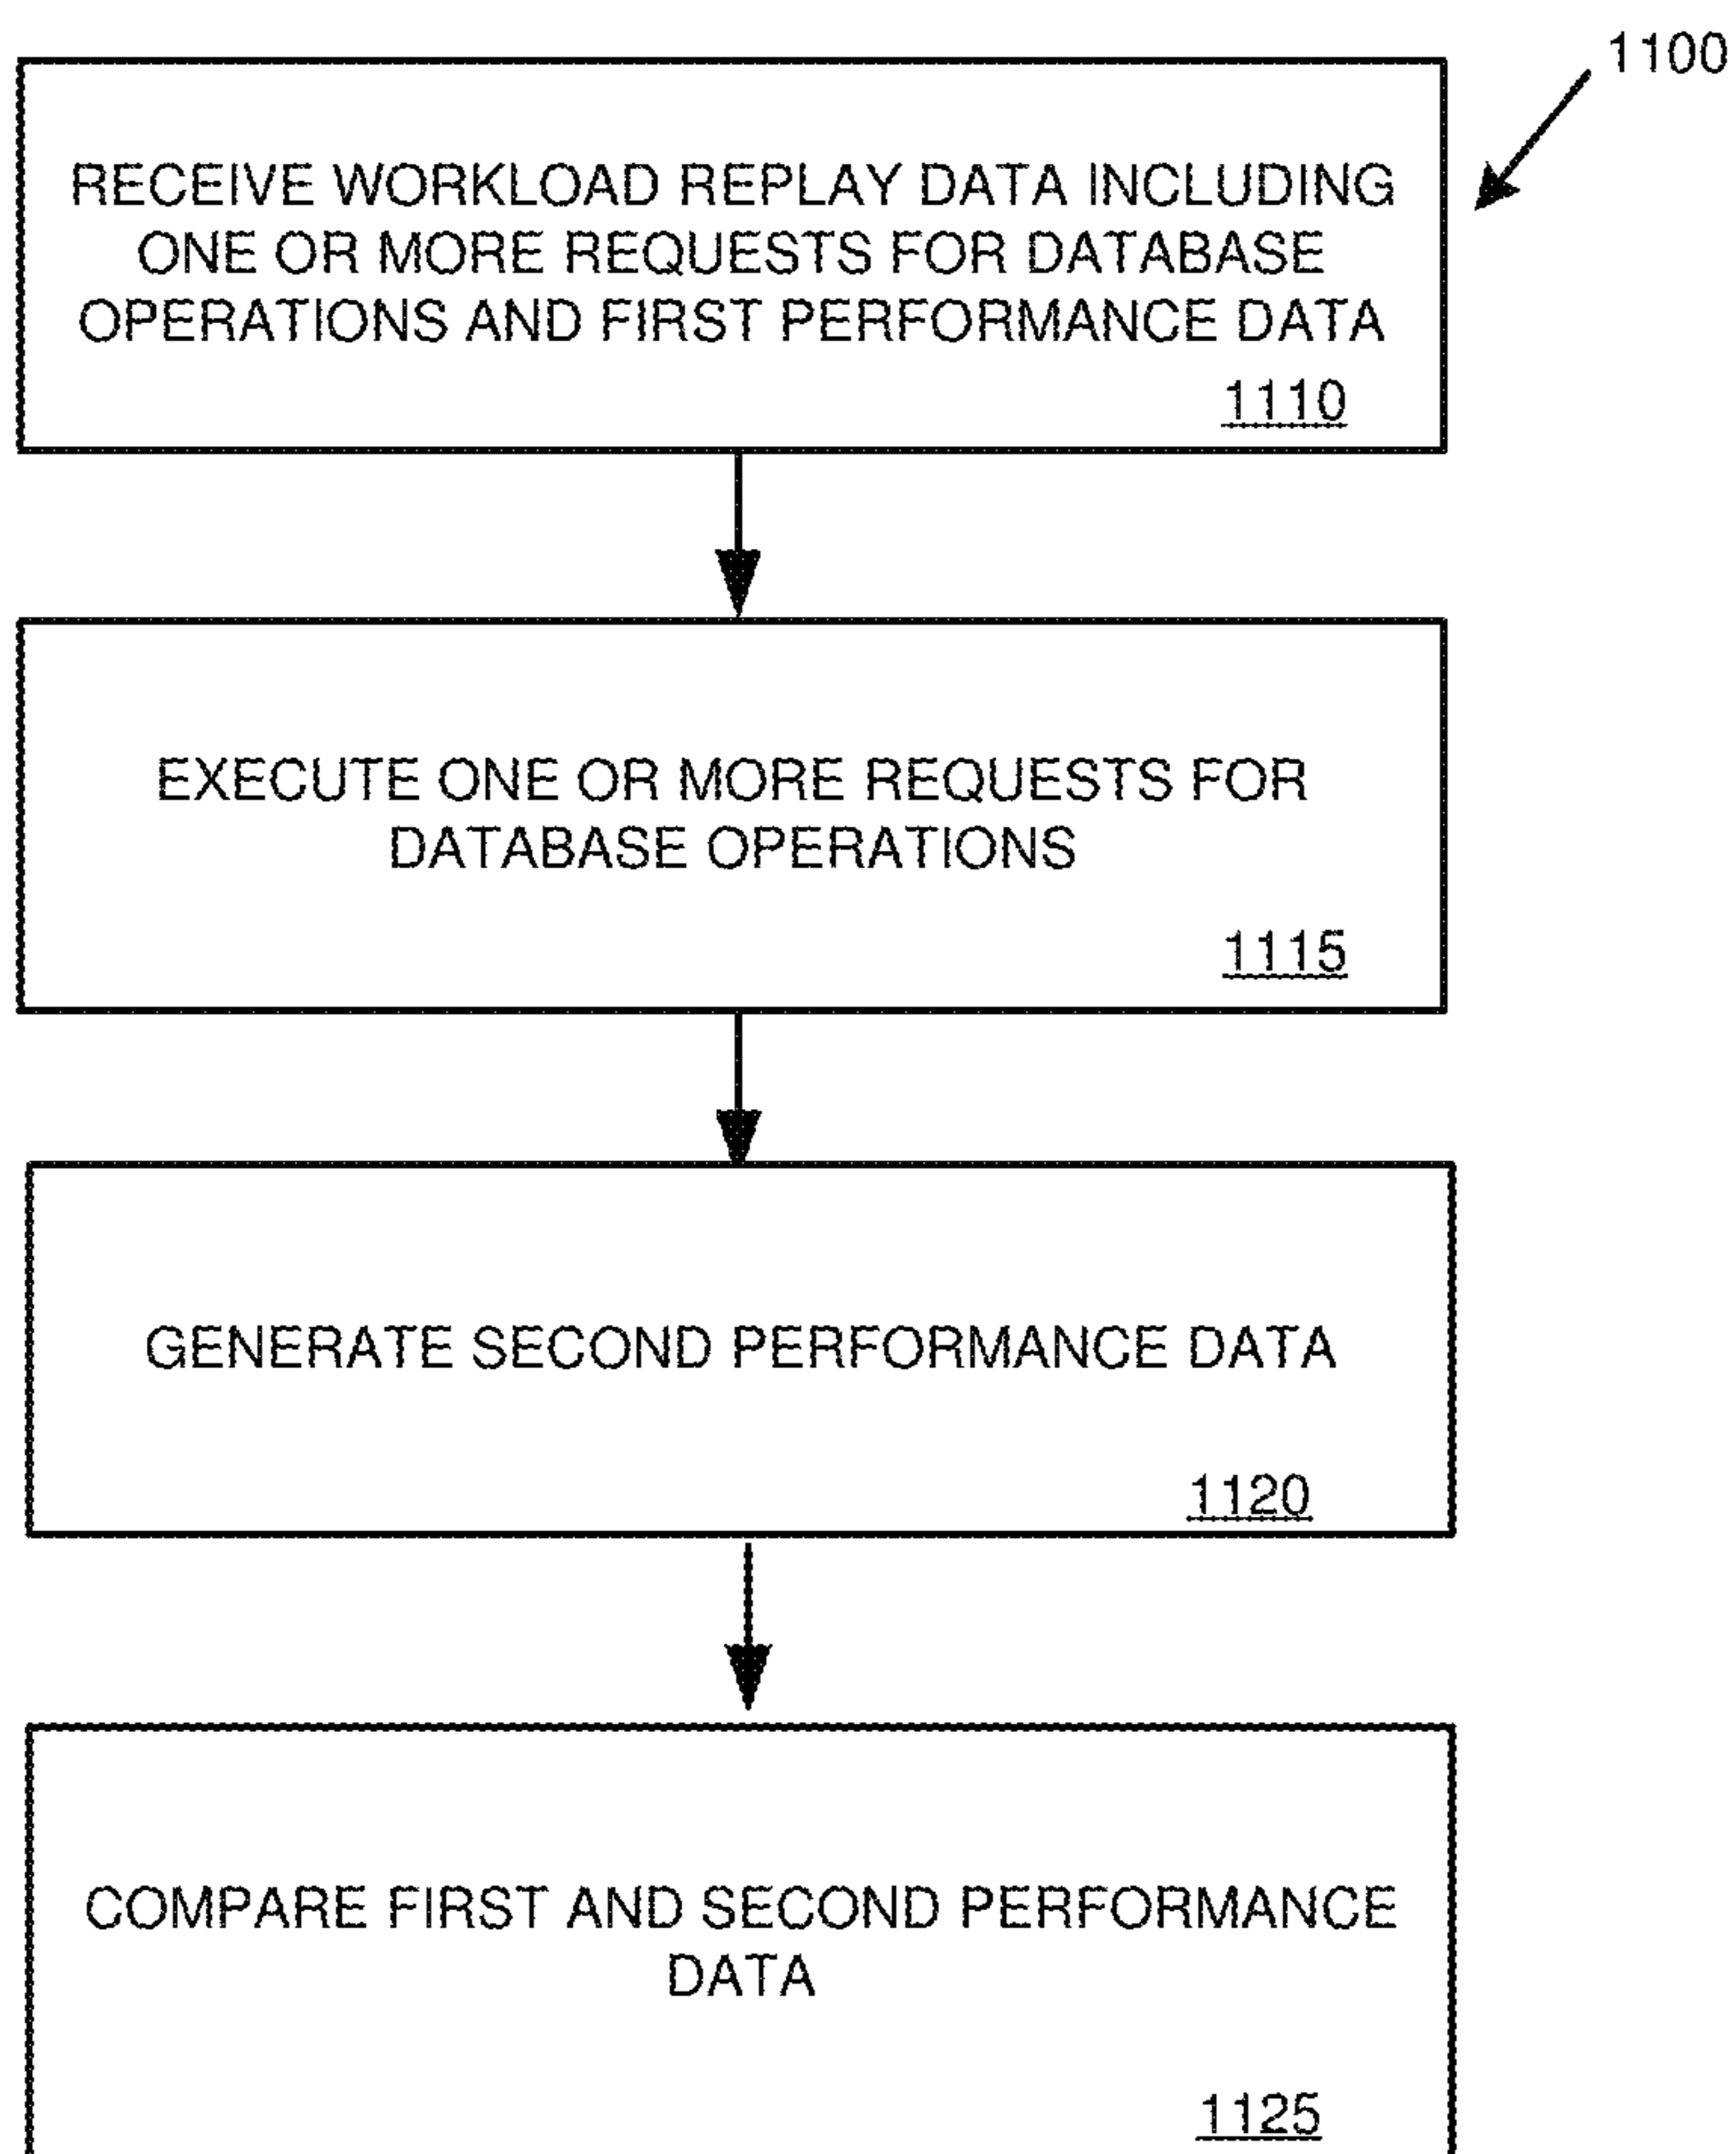 1100
RECEIVE WORKLOAD REPLAY DATA INCLUDING
ONE OR MORE REQUESTS FOR DATABASE
OPERATIONS AND FIRST PERFORMANCE DATA
1110
EXECUTE ONE OR MORE REQUESTS FOR
DATABASE OPERATIONS
1115
GENERATE SECOND PERFORMANCE DATA
1120
COMPARE FIRST AND SECOND PERFORMANCE
DATA
1125